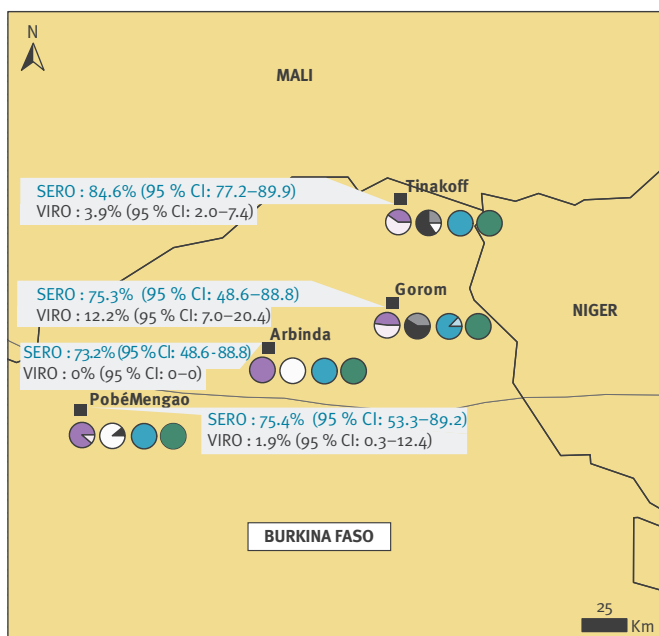 N
MALI
Tinakoff
SERO : 84.6% (95 % CI: 77.2–89.9)
VIRO : 3.9% (95 % CI: 2.0–7.4)
Gorom
SERO : 75.3% (95 % CI: 48.6–88.8)
VIRO : 12.2% (95 % CI: 7.0–20.4)
NIGER
Arbinda
SERO : 73.2% (95 % CI: 48.6-88.8)
VIRO : 0% (95 % CI: 0–0)
PobéMengao
SERO : 75.4% (95 % CI: 53.3–89.2)
VIRO : 1.9% (95 % CI: 0.3–12.4)
BURKINA FASO
25
Km